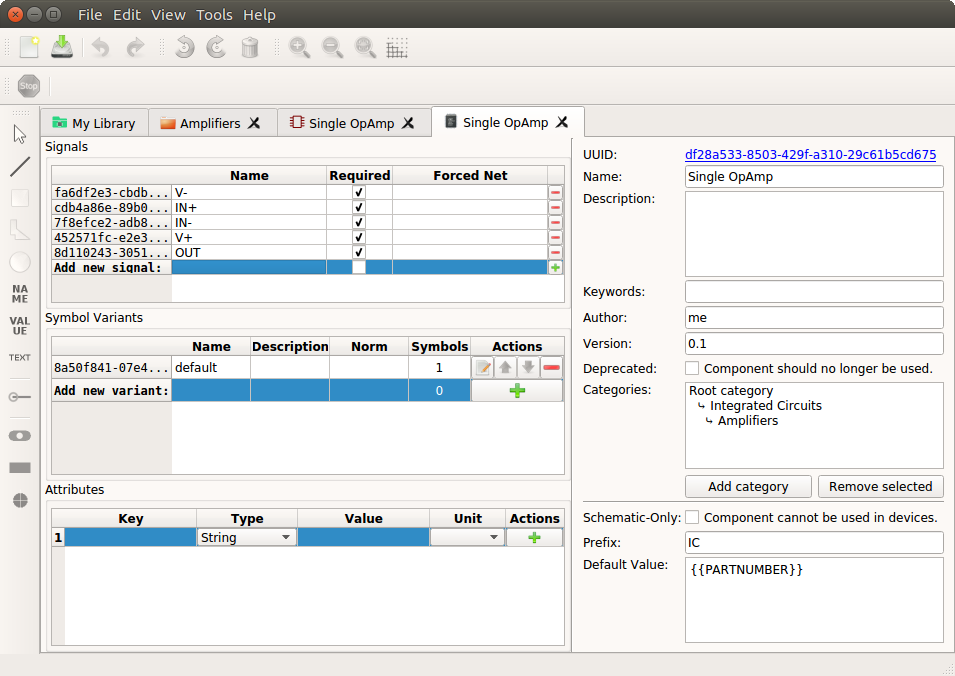 File Edit View Tools Help
Stop
My Library Amplifiers Single OpAmp Single OpAmp
NA
ME
VAL
UE
TEXT
Signals
Name Required Forced Net
fa6df2e3-cbdb... V-
cdb4a86e-89b0... IN+
7f8efce2-adb8... IN-
452571fc-e2e3... V+
8d110243-3051... OUT
Add new signal:
Symbol Variants
Name Description Norm Symbols Actions
8a50f841-07e4... default 1
Add new variant: 0
Attributes
Key Type Value Unit Actions
1 String
UUID: df28a533-8503-429f-a310-29c61b5cd675
Name: Single OpAmp
Description:
Keywords:
Author: me
Version: 0.1
Deprecated: Component should no longer be used.
Categories: Root category
↳ Integrated Circuits
↳ Amplifiers
Add category Remove selected
Schematic-Only: Component cannot be used in devices.
Prefix: IC
Default Value: {{PARTNUMBER}}